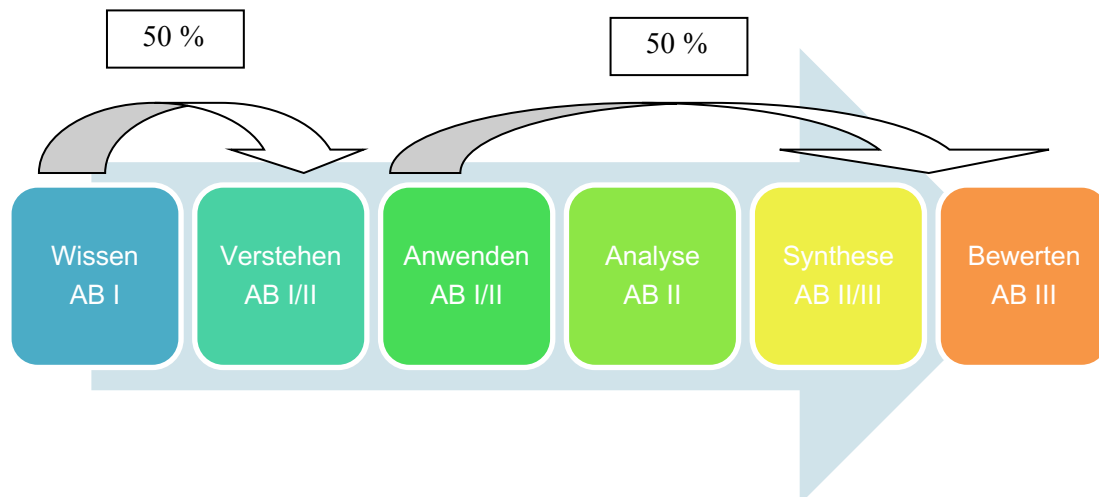 50 %
50 %
Wissen
AB I
Verstehen
AB I/II
Anwenden
AB I/II
Analyse
AB II
Synthese
AB II/III
Bewerten
AB III